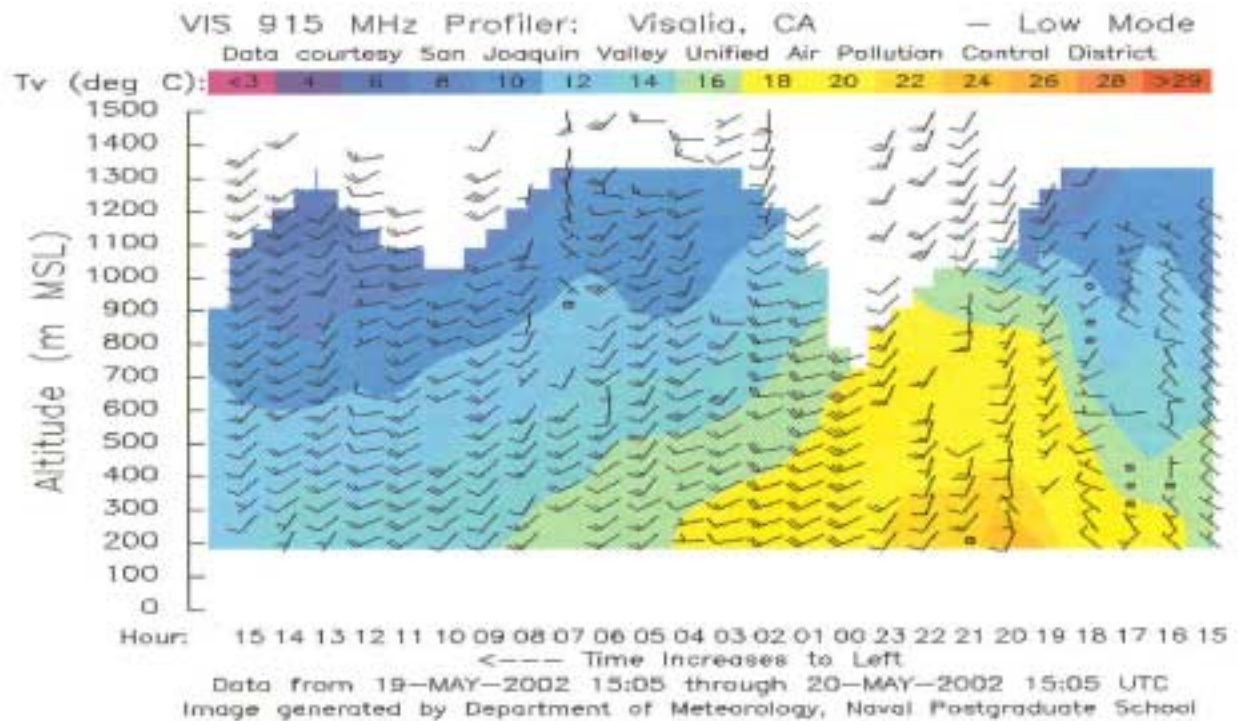 VIS 915 MHz Profiler: Visalia, CA — Low Mode
Data courtesy San Joaquin Valley Unified Air Pollution Control District
Tv (deg C): <3 4 6 8 10 12 14 16 18 20 22 24 26 28 >29
1500
1400
1300
1200
1100
1000
900
800
700
600
500
400
300
200
100
0
Altitude (m MSL)
Hour: 15 14 13 12 11 10 09 08 07 06 05 04 03 02 01 00 23 22 21 20 19 18 17 16 15
<---- Time Increases to Left
Data from 19-MAY-2002 15:05 through 20-MAY-2002 15:05 UTC
Image generated by Department of Meteorology, Naval Postgraduate School